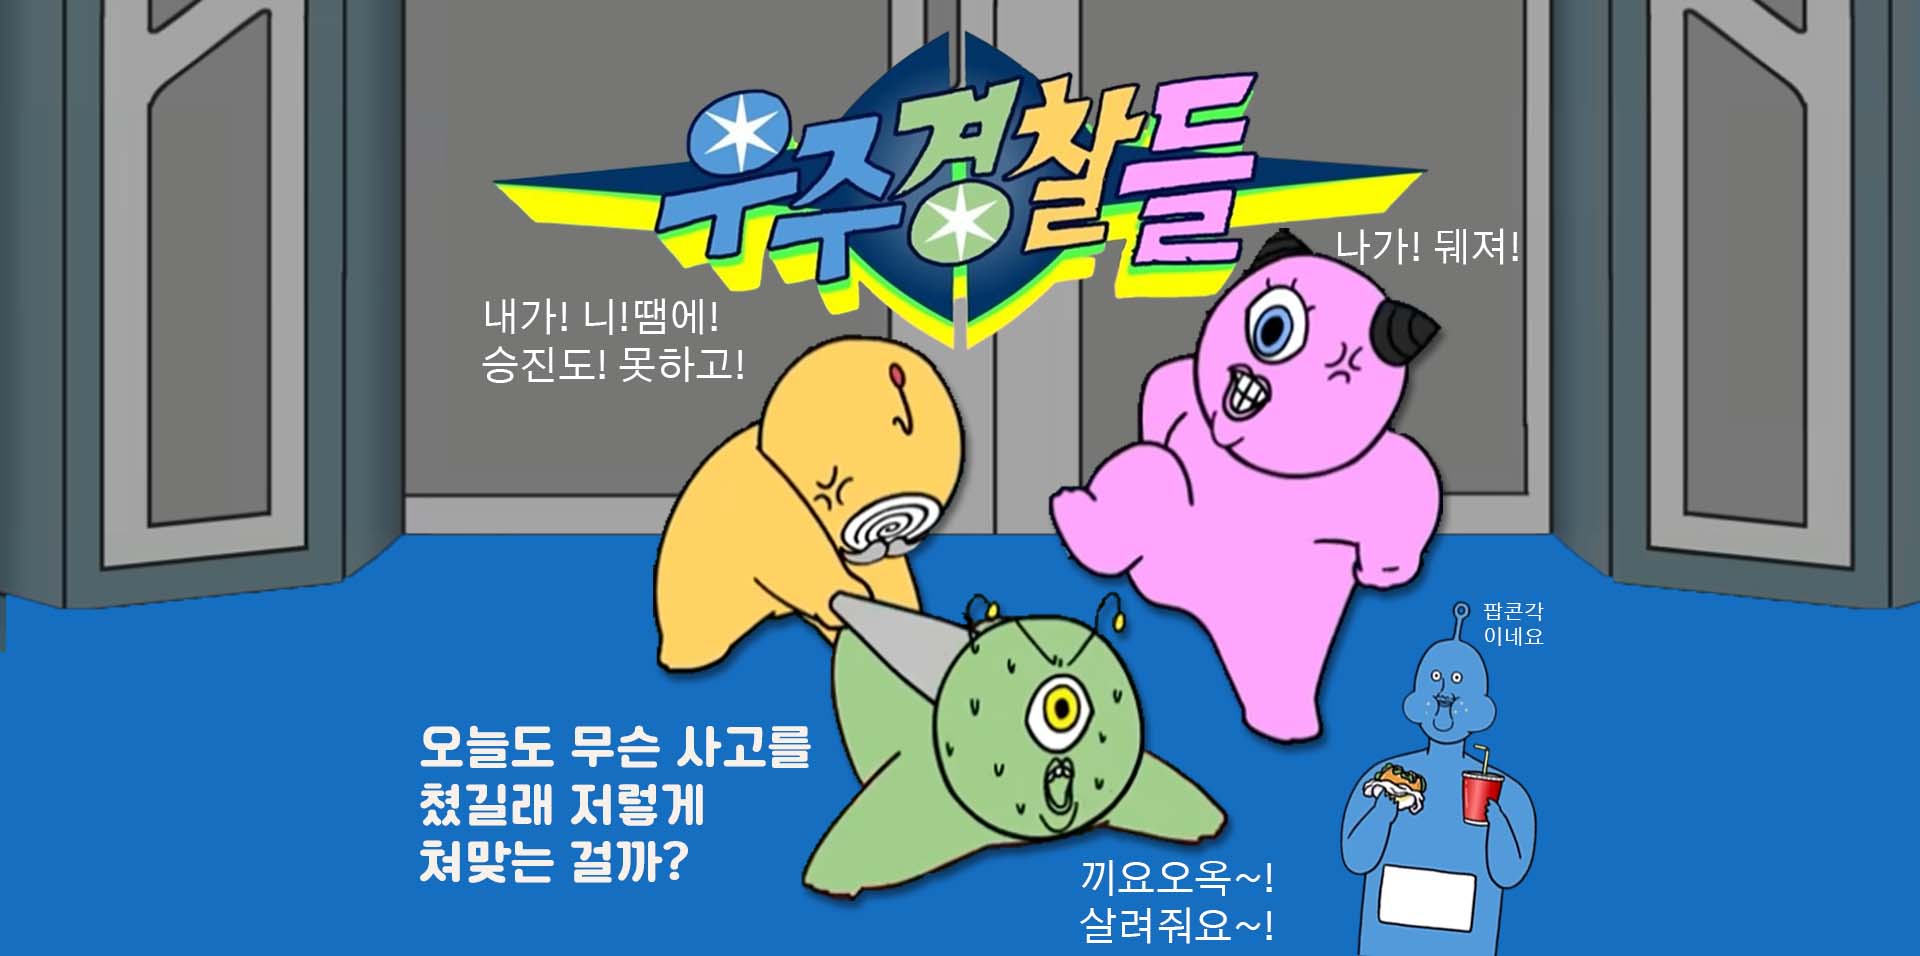 우주경찰들
나가! 뒈져!
내가! 니!땜에!
승진도! 못하고!
팝콘각
이네요
오늘도 무슨 사고를
쳤길래 저렇게
쳐맞는 걸까?
끼요오옥~!
살려줘요~!